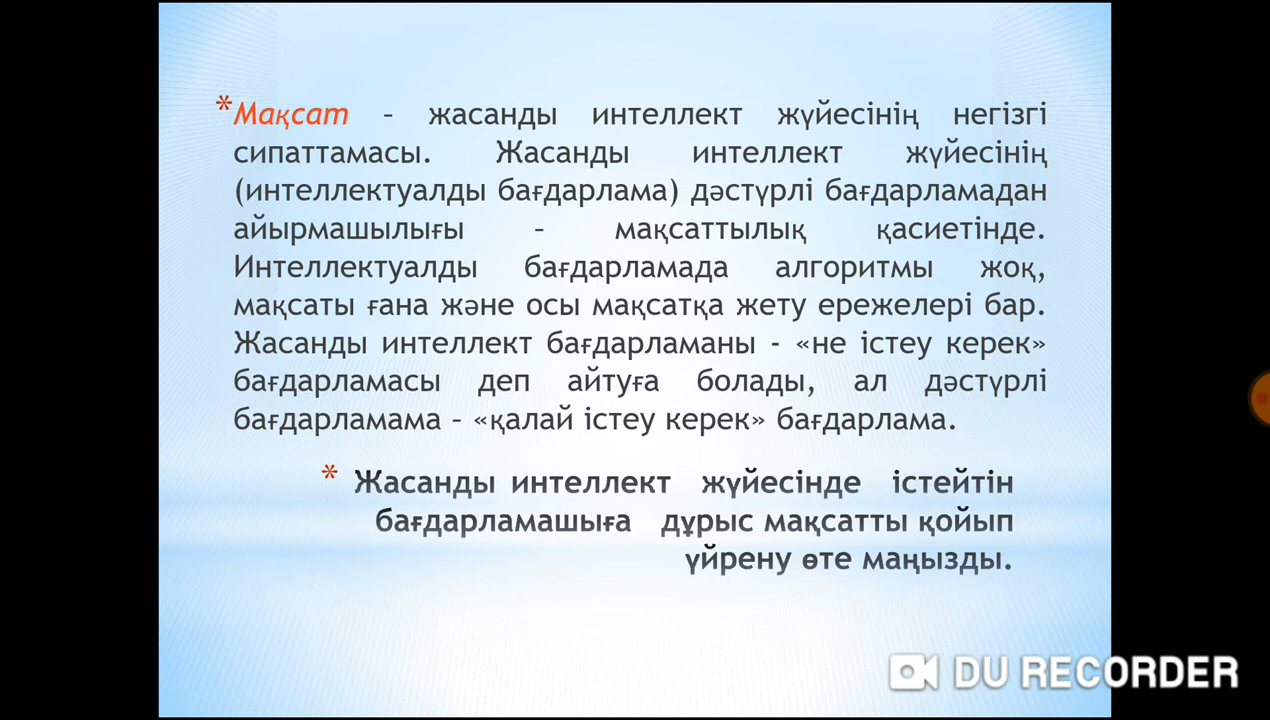 * Мақсат – жасанды интеллект жүйесінің негізгі
сипаттамасы. Жасанды интеллект жүйесінің
(интеллектуалды бағдарлама) дәстүрлі бағдарламадан
айырмашылығы – мақсаттылық қасиетінде.
Интеллектуалды бағдарламада алгоритмы жоқ,
мақсаты ғана және осы мақсатқа жету ережелері бар.
Жасанды интеллект бағдарламаны - «не істеу керек»
бағдарламасы деп айтуға болады, ал дәстүрлі
бағдарламама – «қалай істеу керек» бағдарлама.
* Жасанды интеллект жүйесінде істейтін
бағдарламашыға дұрыс мақсатты қойып
үйрену өте маңызды.
DU RECORDER